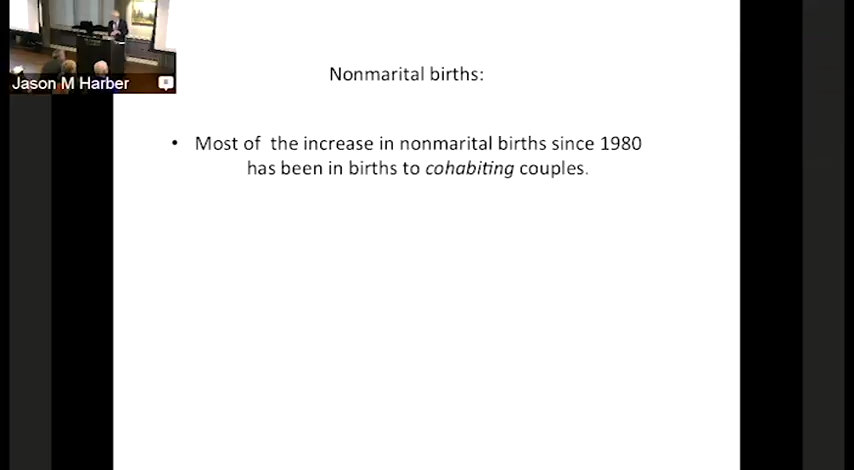 Jason M Harber
Nonmarital births:
• Most of the increase in nonmarital births since 1980
has been in births to cohabiting couples.